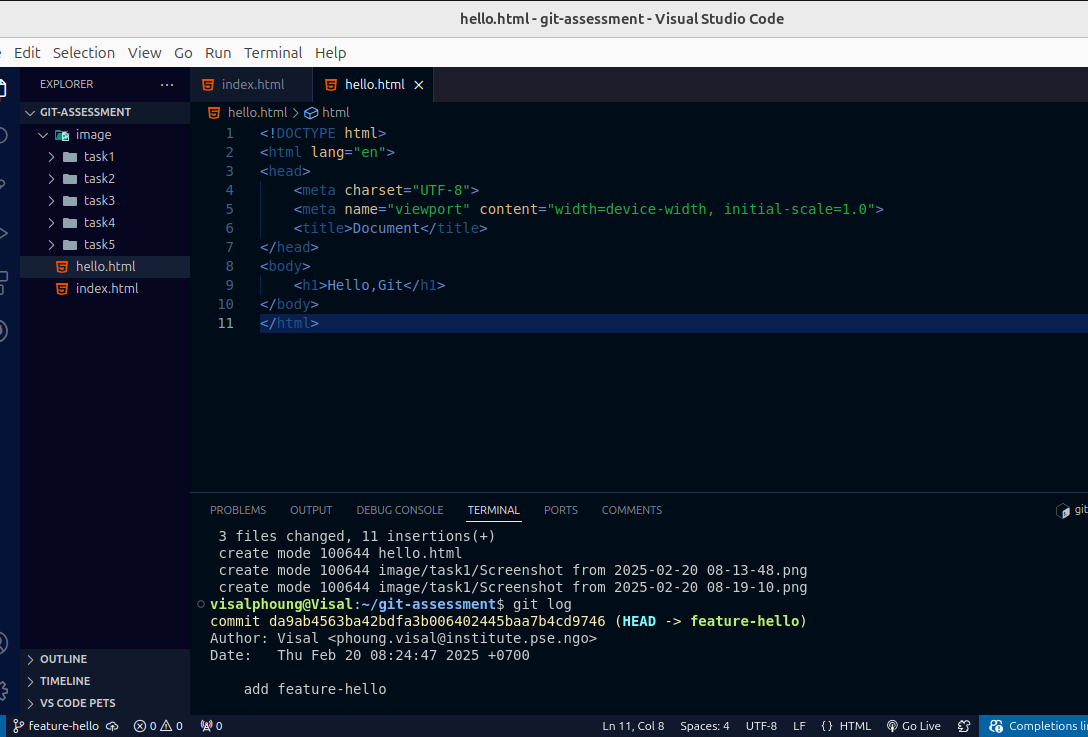 hello.html - git-assessment - Visual Studio Code
Edit Selection View Go Run Terminal Help
EXPLORER
GIT-ASSESSMENT
image
task1
task2
task3
task4
task5
hello.html
index.html
OUTLINE
TIMELINE
VS CODE PETS
index.html hello.html
hello.html > html
1 <!DOCTYPE html>
2 <html lang="en">
3 <head>
4 <meta charset="UTF-8">
5 <meta name="viewport" content="width=device-width, initial-scale=1.0">
6 <title>Document</title>
7 </head>
8 <body>
9 <h1>Hello,Git</h1>
10 </body>
11 </html>
PROBLEMS OUTPUT DEBUG CONSOLE TERMINAL PORTS COMMENTS git
3 files changed, 11 insertions(+)
create mode 100644 hello.html
create mode 100644 image/task1/Screenshot from 2025-02-20 08-13-48.png
create mode 100644 image/task1/Screenshot from 2025-02-20 08-19-10.png
visalphoung@Visal:~/git-assessment$ git log
commit da9ab4563ba42bdfa3b006402445baa7b4cd9746 (HEAD -> feature-hello)
Author: Visal <phoung.visal@institute.pse.ngo>
Date: Thu Feb 20 08:24:47 2025 +0700
add feature-hello
feature-hello 0 0 0 Ln 11, Col 8 Spaces: 4 UTF-8 LF {} HTML Go Live Completions